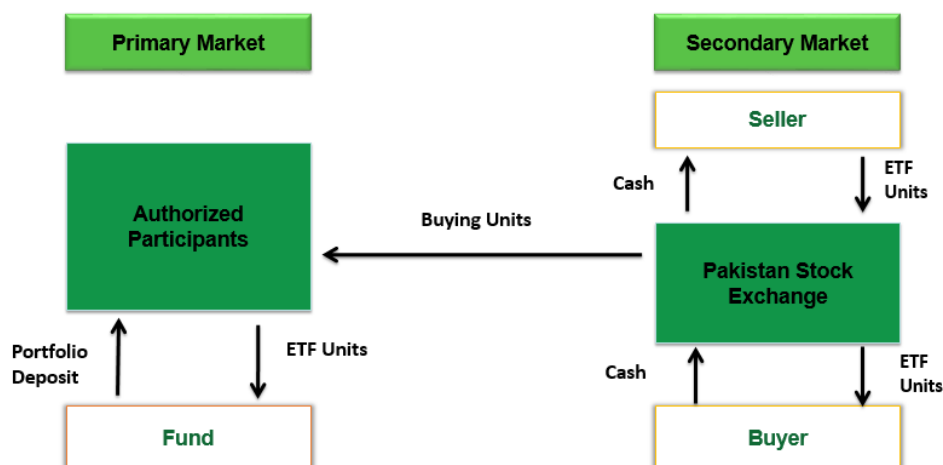 Primary Market
Secondary Market
Seller
Cash
ETF
Units
Authorized
Participants
Buying Units
Pakistan Stock
Exchange
Portfolio
Deposit
ETF Units
Cash
ETF
Units
Fund
Buyer